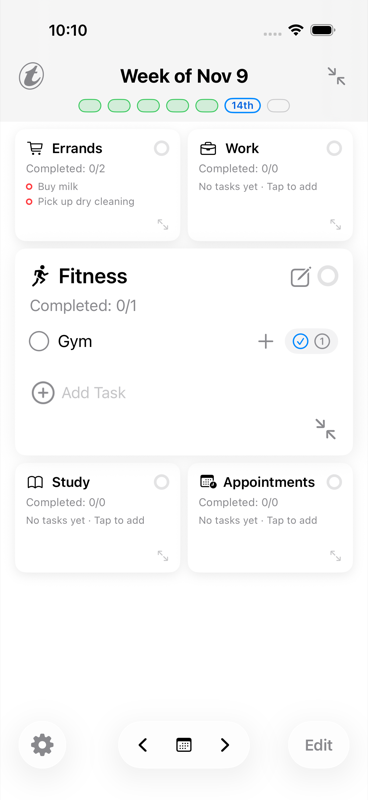 10:10
t
Week of Nov 9
14th
Errands
Completed: 0/2
Buy milk
Pick up dry cleaning
Work
Completed: 0/0
No tasks yet · Tap to add
Fitness
Completed: 0/1
Gym
1
Add Task
Study
Completed: 0/0
No tasks yet · Tap to add
Appointments
Completed: 0/0
No tasks yet · Tap to add
Edit